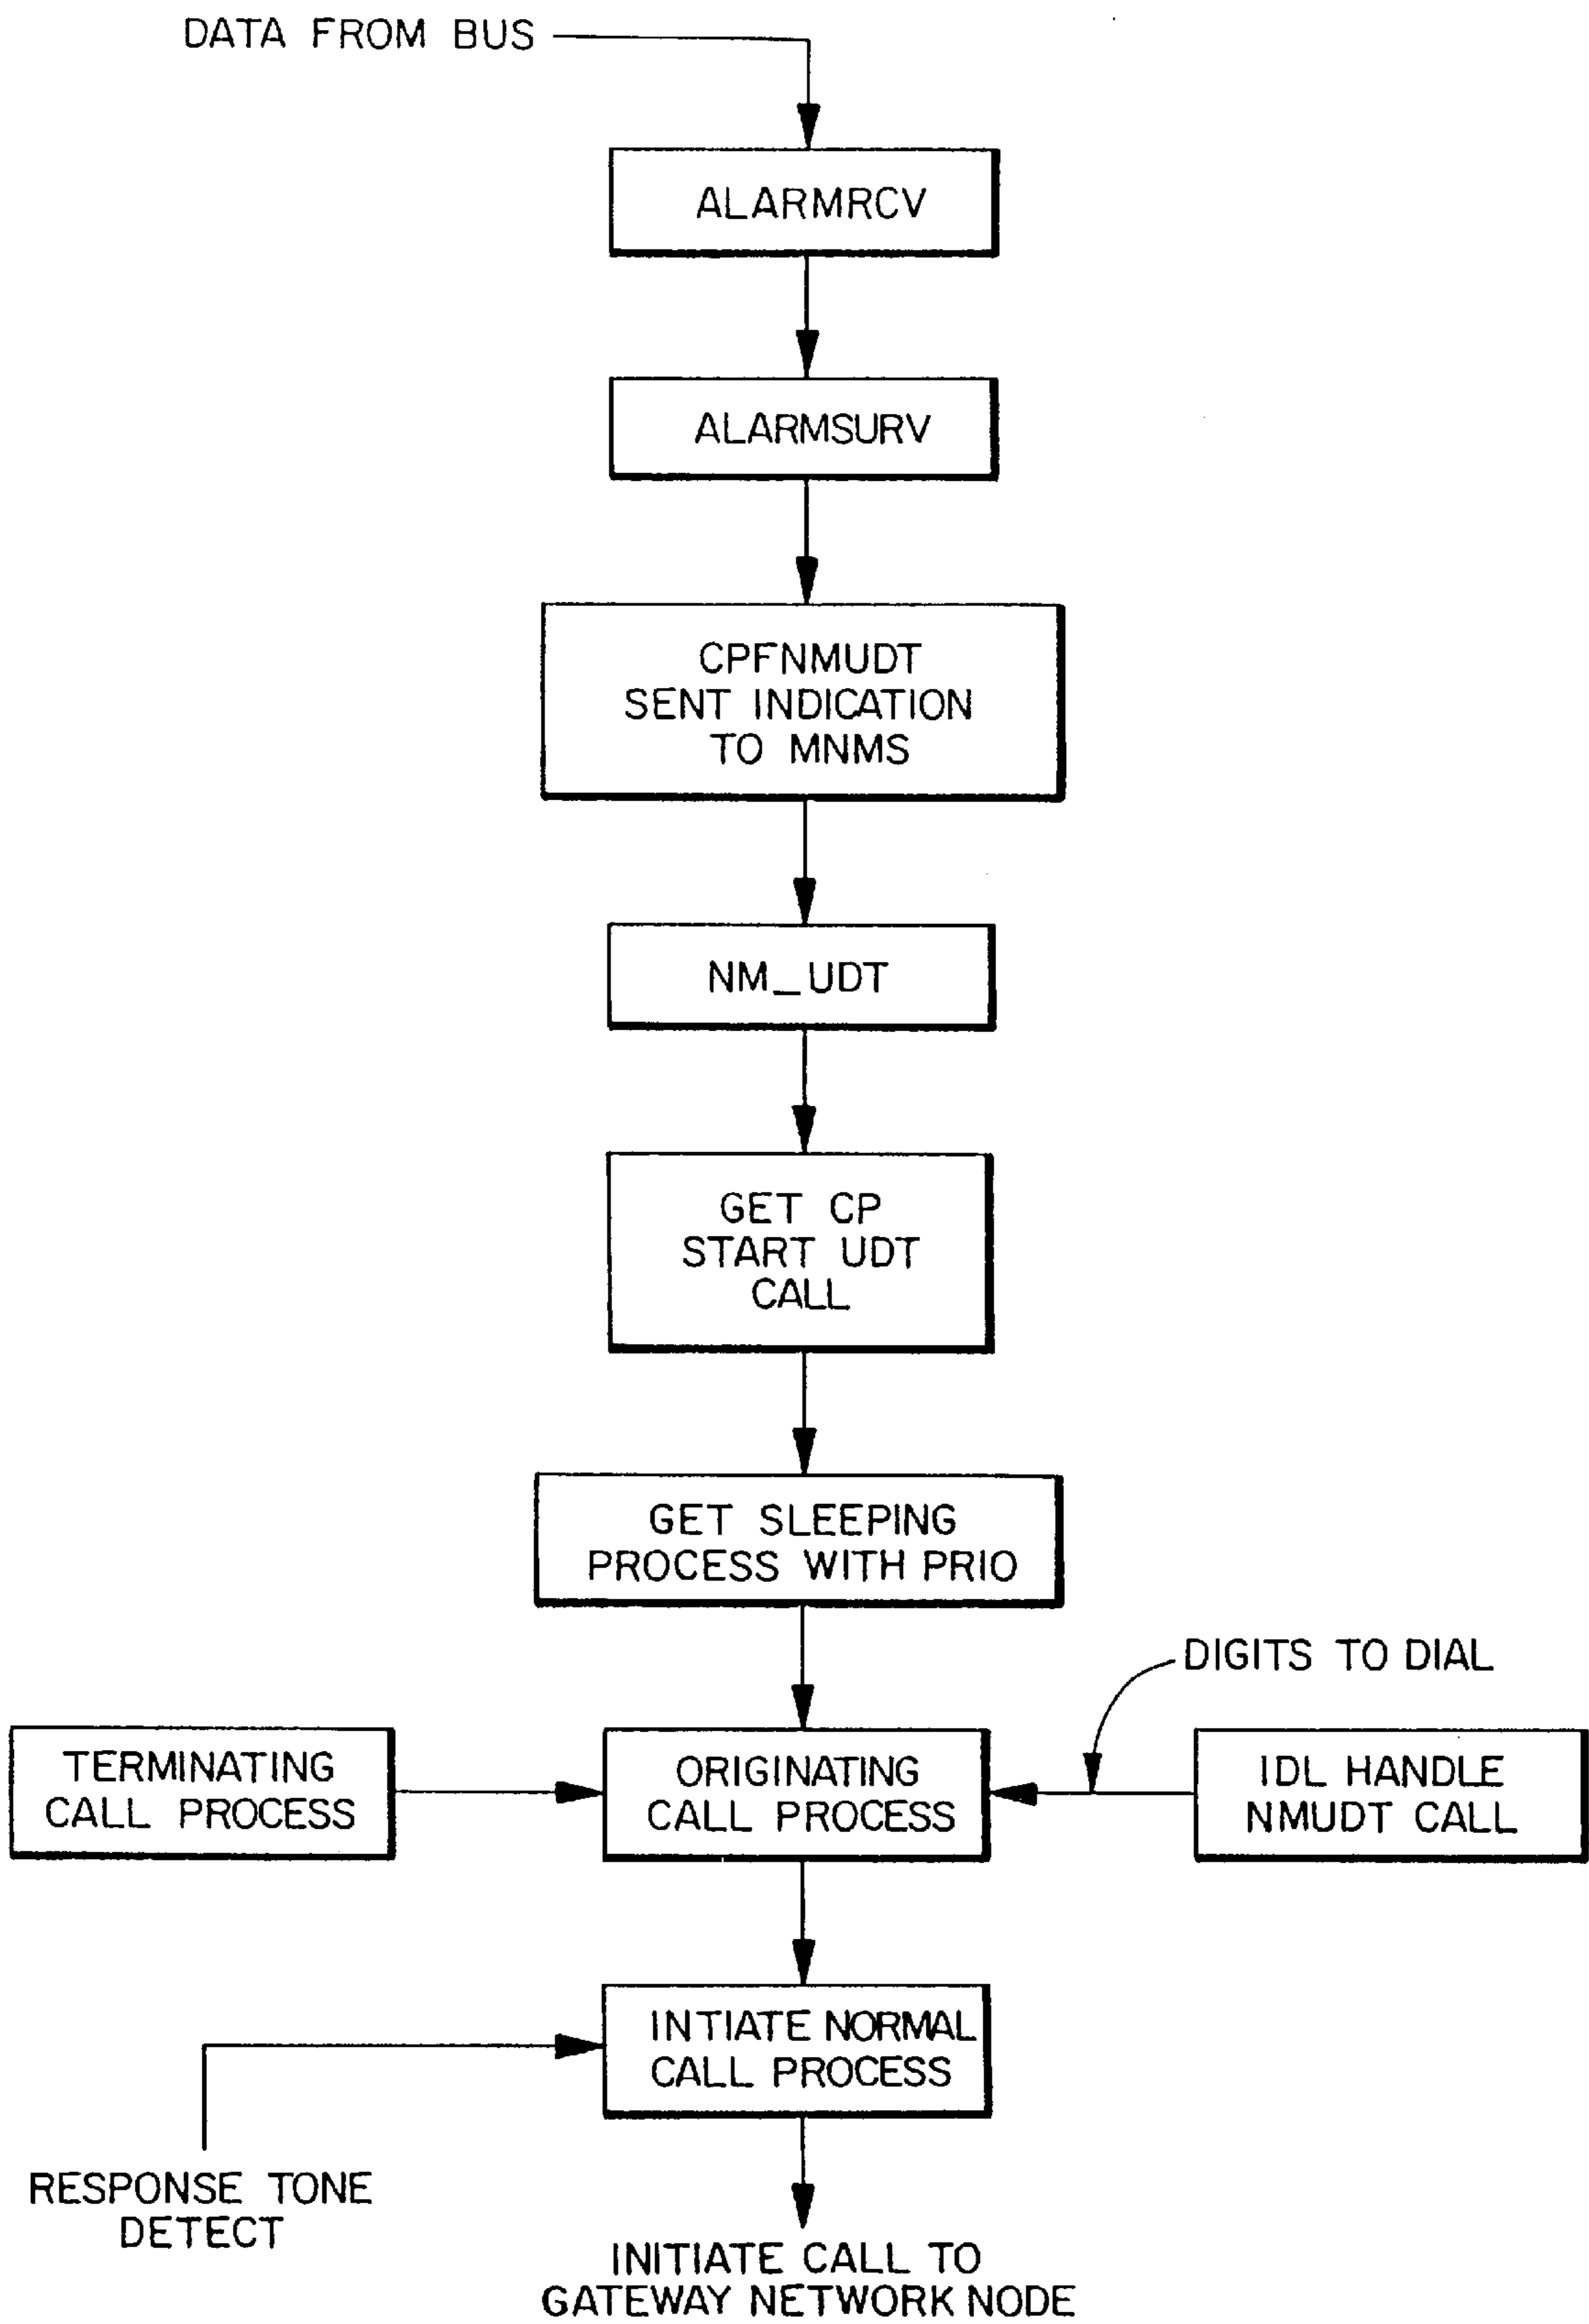 DATA FROM BUS
ALARMRCV
ALARMSURV
CPFNMUDT
SENT INDICATION
TO MNMS
NM_UDT
GET CP
START UDT
CALL
GET SLEEPING
PROCESS WITH PRIO
DIGITS TO DIAL
TERMINATING
CALL PROCESS
ORIGINATING
CALL PROCESS
IDL HANDLE
NMUDT CALL
INTIATE NORMAL
CALL PROCESS
RESPONSE TONE
DETECT
INITIATE CALL TO
GATEWAY NETWORK NODE